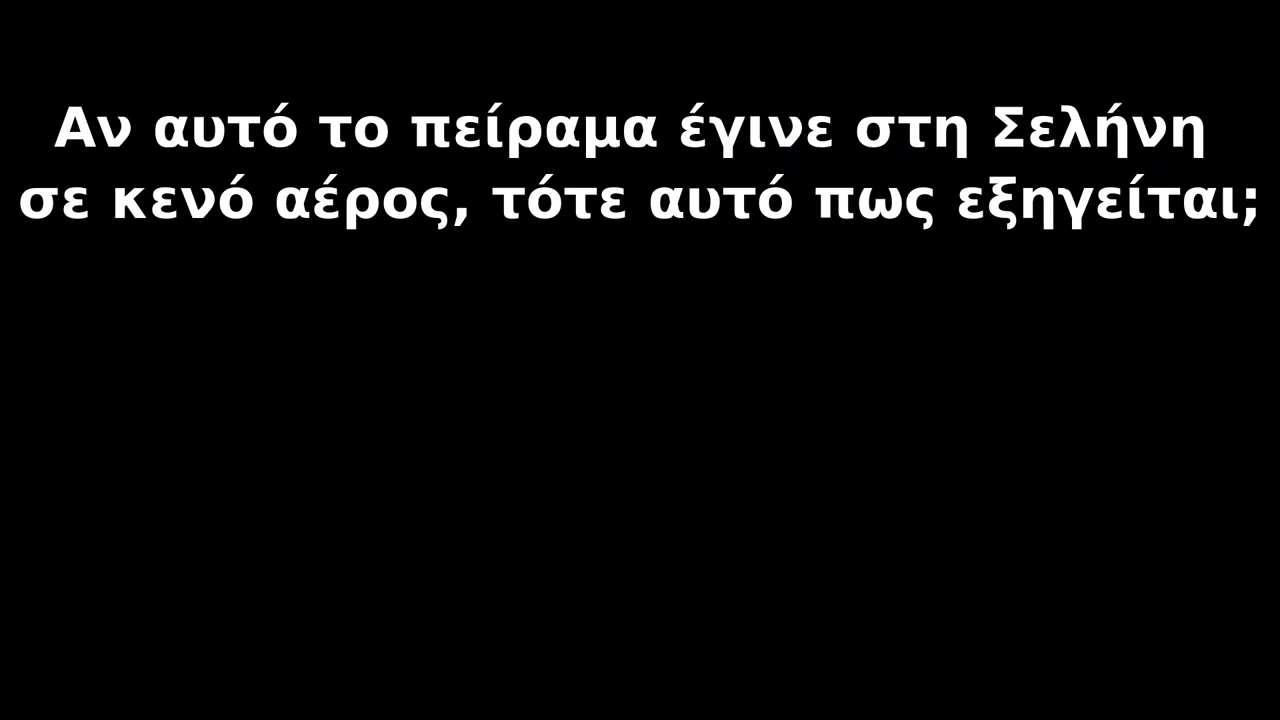 Αν αυτό το πείραμα έγινε στη Σελήνη
σε κενό αέρος, τότε αυτό πως εξηγείται;